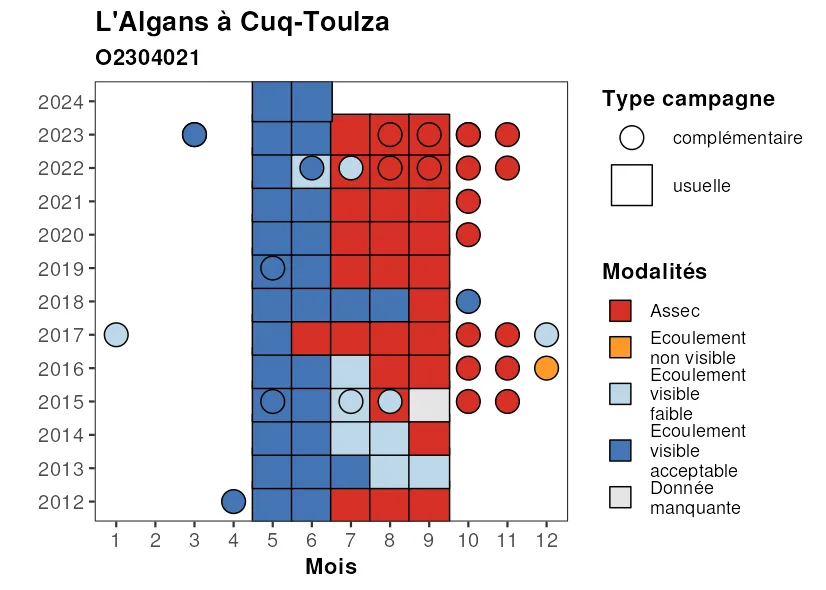 L'Algans à Cuq-Toulza
O2304021
2024
2023
2022
2021
2020
2019
2018
2017
2016
2015
2014
2013
2012
1 2 3 4 5 6 7 8 9 10 11 12
Mois
Type campagne
complémentaire
usuelle
Modalités
Assec
Ecoulement
non visible
Ecoulement
visible
faible
Ecoulement
visible
acceptable
Donnée
manquante